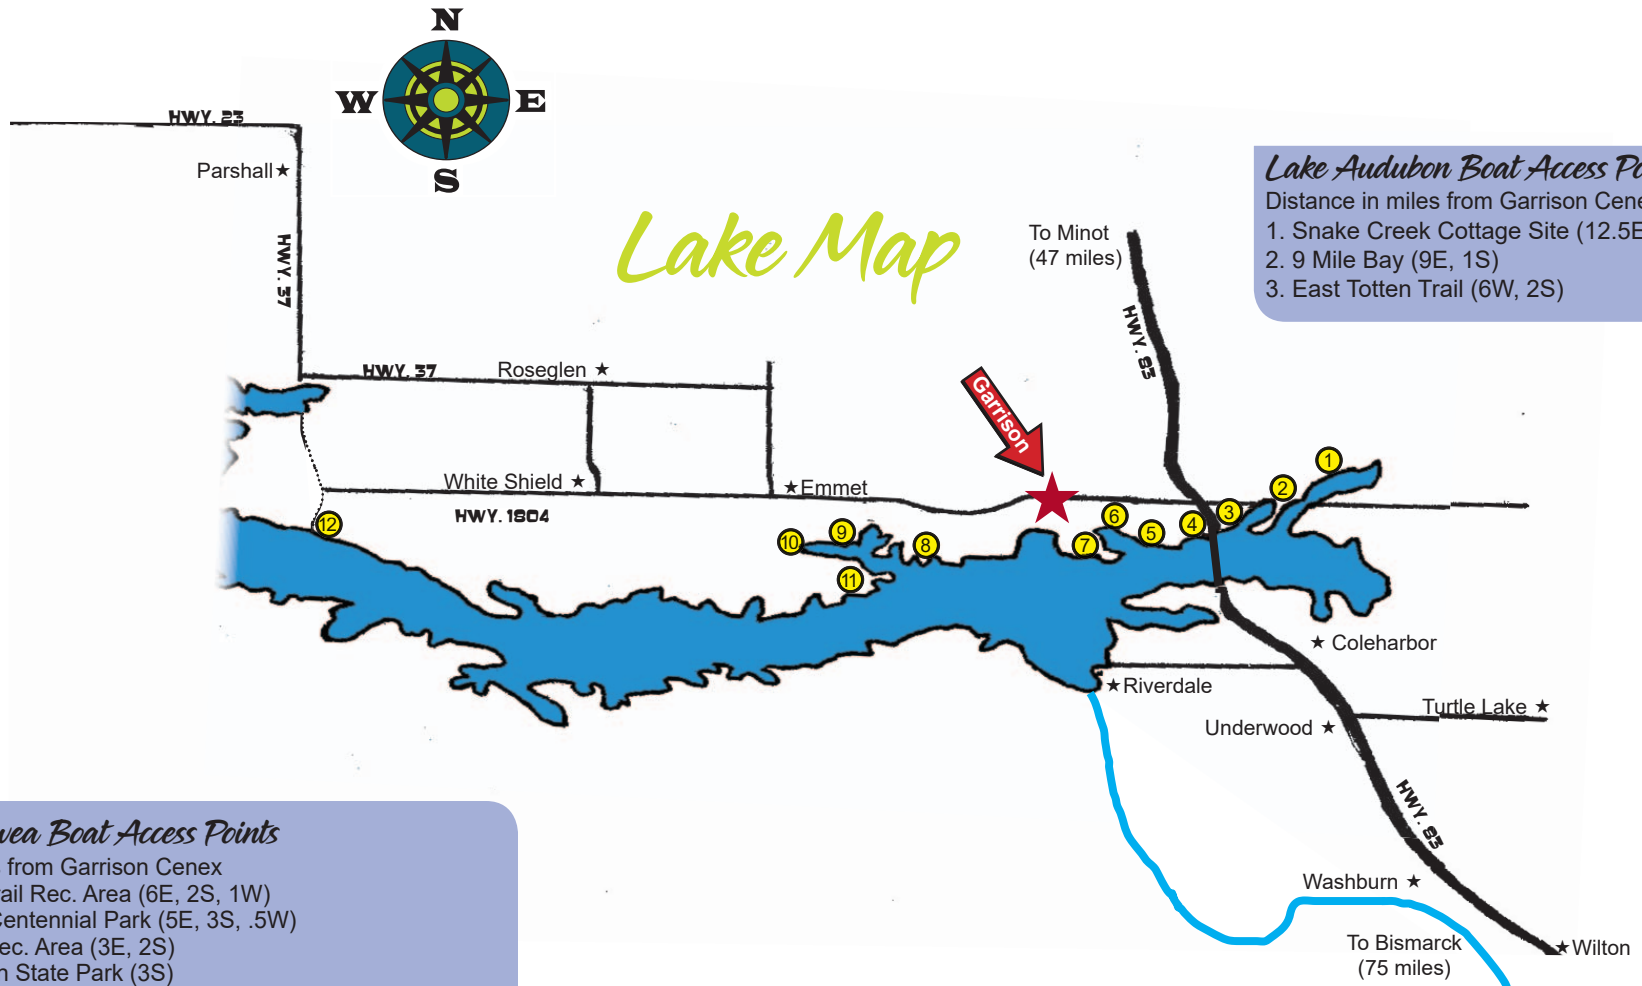 N
W E
S
HWY. 23
Parshall
HWY. 37
Lake Map
To Minot
(47 miles)
HWY. 83
Lake Audubon Boat Access Po
Distance in miles from Garrison Cene
1. Snake Creek Cottage Site (12.5E
2. 9 Mile Bay (9E, 1S)
3. East Totten Trail (6W, 2S)
HWY. 37
Roseglen
Garrison
White Shield
Emmet
HWY. 1804
1
2
3
4
5
6
7
8
9
10
11
12
Coleharbor
Riverdale
Turtle Lake
Underwood
HWY. 83
Washburn
To Bismarck
(75 miles)
Wilton
wea Boat Access Points
from Garrison Cenex
rail Rec. Area (6E, 2S, 1W)
Centennial Park (5E, 3S, .5W)
ec. Area (3E, 2S)
n State Park (3S)